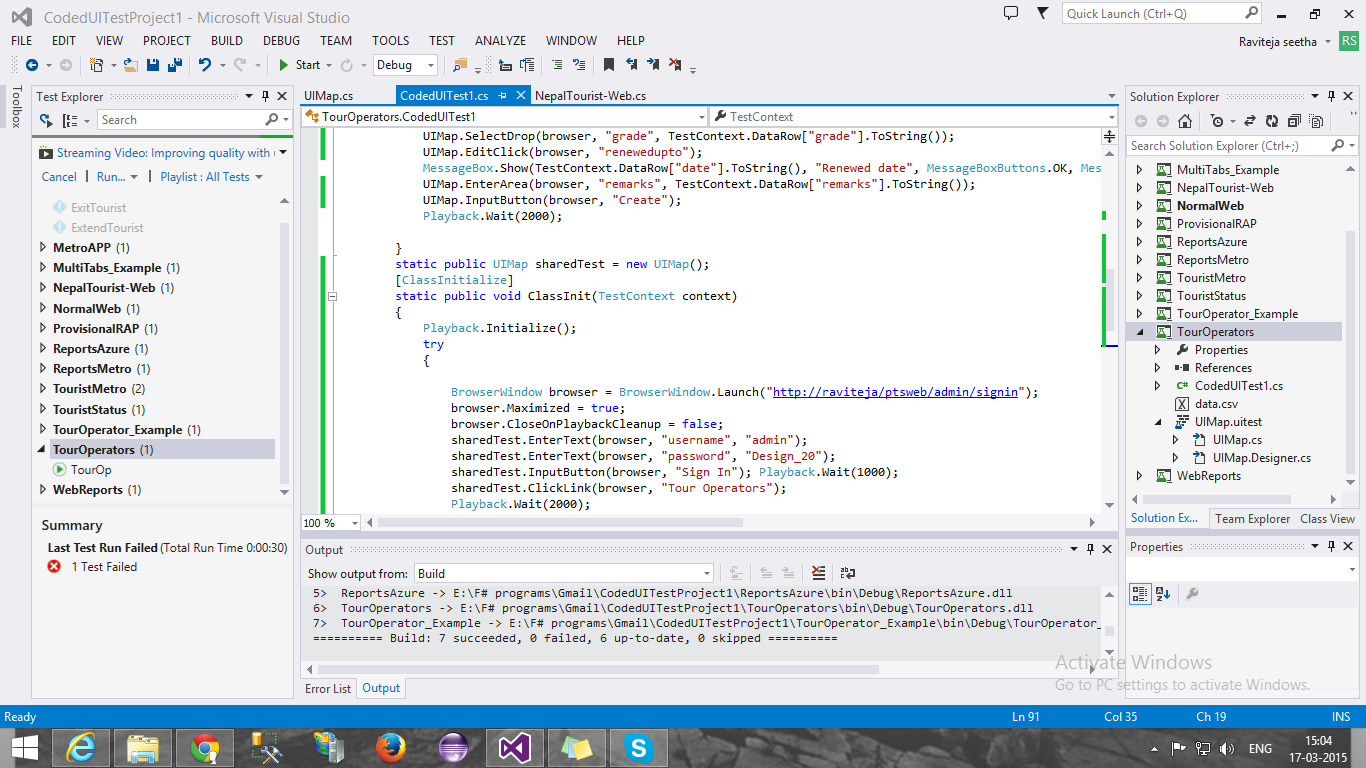 CodedUITestProject1 - Microsoft Visual Studio
Quick Launch (Ctrl+Q)
FILE EDIT VIEW PROJECT BUILD DEBUG TEAM TOOLS TEST ANALYZE WINDOW HELP
Raviteja seetha RS
Start Debug
Toolbox
Test Explorer
Search
Streaming Video: Improving quality with
Cancel | Run... | Playlist : All Tests
ExitTourist
ExtendTourist
MetroAPP (1)
MultiTabs_Example (1)
NepalTourist-Web (1)
NormalWeb (1)
ProvisionalRAP (1)
ReportsAzure (1)
ReportsMetro (1)
TouristMetro (2)
TouristStatus (1)
TourOperator_Example (1)
TourOperators (1)
TourOp
WebReports (1)
Summary
Last Test Run Failed (Total Run Time 0:00:30)
1 Test Failed
UIMap.cs CodedUITest1.cs NepalTourist-Web.cs
TourOperators.CodedUITest1 TestContext
UIMap.SelectDrop(browser, "grade", TestContext.DataRow["grade"].ToString());
UIMap.EditClick(browser, "renewedupto");
MessageBox.Show(TestContext.DataRow["date"].ToString(), "Renewed date", MessageBoxButtons.OK, Mes
UIMap.EnterArea(browser, "remarks", TestContext.DataRow["remarks"].ToString());
UIMap.InputButton(browser, "Create");
Playback.Wait(2000);
}
static public UIMap sharedTest = new UIMap();
[ClassInitialize]
static public void ClassInit(TestContext context)
{
Playback.Initialize();
try
{
BrowserWindow browser = BrowserWindow.Launch("http://raviteja/ptsweb/admin/signin");
browser.Maximized = true;
browser.CloseOnPlaybackCleanup = false;
sharedTest.EnterText(browser, "username", "admin");
sharedTest.EnterText(browser, "password", "Design_20");
sharedTest.InputButton(browser, "Sign In"); Playback.Wait(1000);
sharedTest.ClickLink(browser, "Tour Operators");
Playback.Wait(2000);
100 %
Output
Show output from: Build
5> ReportsAzure -> E:\F# programs\Gmail\CodedUITestProject1\ReportsAzure\bin\Debug\ReportsAzure.dll
6> TourOperators -> E:\F# programs\Gmail\CodedUITestProject1\TourOperators\bin\Debug\TourOperators.dll
7> TourOperator_Example -> E:\F# programs\Gmail\CodedUITestProject1\TourOperator_Example\bin\Debug\TourOperator_
========== Build: 7 succeeded, 0 failed, 6 up-to-date, 0 skipped ==========
Error List Output
Solution Explorer
Search Solution Explorer (Ctrl+;)
MultiTabs_Example
NepalTourist-Web
NormalWeb
ProvisionalRAP
ReportsAzure
ReportsMetro
TouristMetro
TouristStatus
TourOperator_Example
TourOperators
Properties
References
C# CodedUITest1.cs
data.csv
UIMap.uitest
UIMap.cs
UIMap.Designer.cs
WebReports
Solution Ex... Team Explorer Class View
Properties
Activate Windows
Go to PC settings to activate Windows.
Ready Ln 91 Col 35 Ch 19 INS
ENG
15:04
17-03-2015